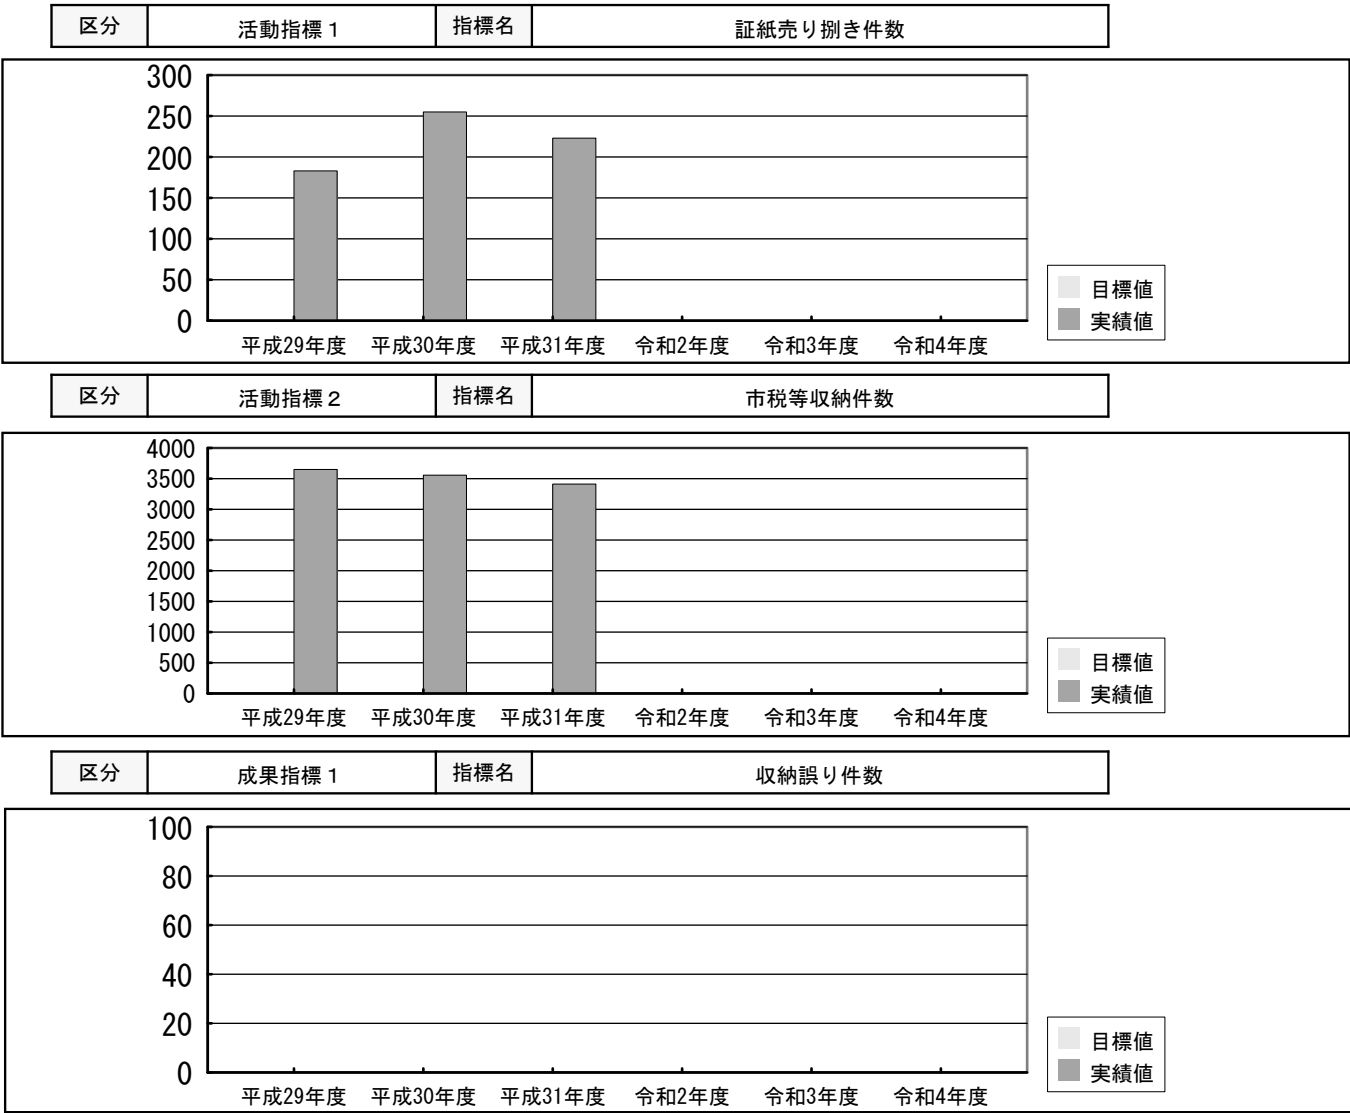 区分 活動指標１ 指標名 証紙売り捌き件数
300
250
200
150
100
50
0
平成29年度 平成30年度 平成31年度 令和2年度 令和3年度 令和4年度
目標値
実績値
区分 活動指標２ 指標名 市税等収納件数
4000
3500
3000
2500
2000
1500
1000
500
0
平成29年度 平成30年度 平成31年度 令和2年度 令和3年度 令和4年度
目標値
実績値
区分 成果指標１ 指標名 収納誤り件数
100
80
60
40
20
0
平成29年度 平成30年度 平成31年度 令和2年度 令和3年度 令和4年度
目標値
実績値